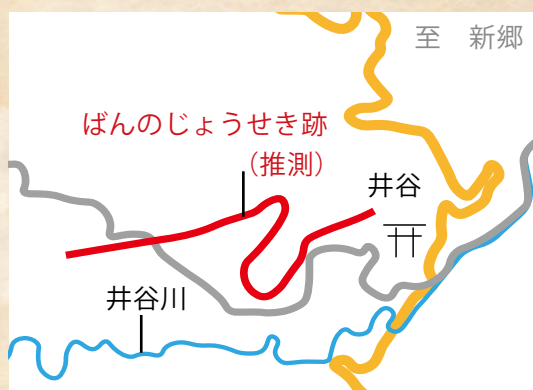 至　新郷
ばんのじょうせき跡
（推測）
井谷
井谷川